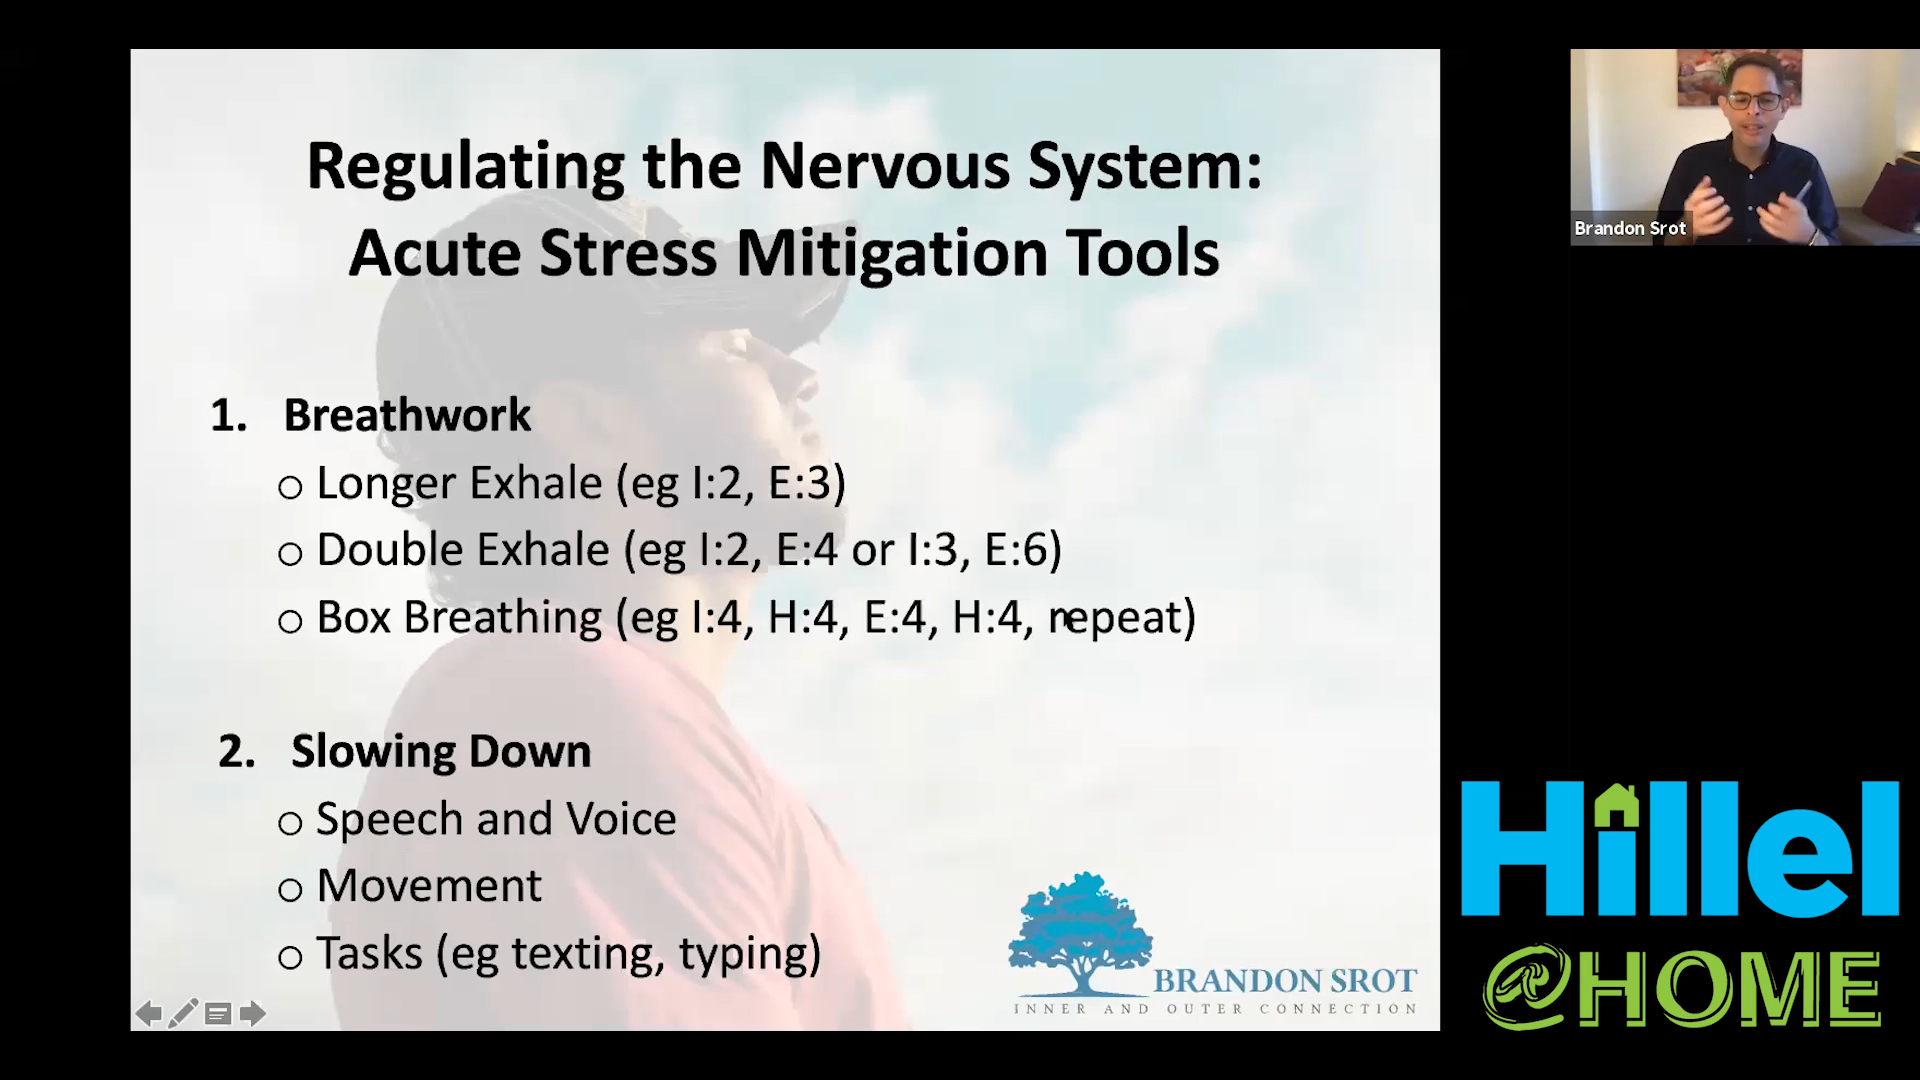 Regulating the Nervous System:
Acute Stress Mitigation Tools
1. Breathwork
o Longer Exhale (eg I:2, E:3)
o Double Exhale (eg I:2, E:4 or I:3, E:6)
o Box Breathing (eg I:4, H:4, E:4, H:4, repeat)
2. Slowing Down
o Speech and Voice
o Movement
o Tasks (eg texting, typing)
BRANDON SROT
INNER AND OUTER CONNECTION
Brandon Srot
Hillel
@HOME